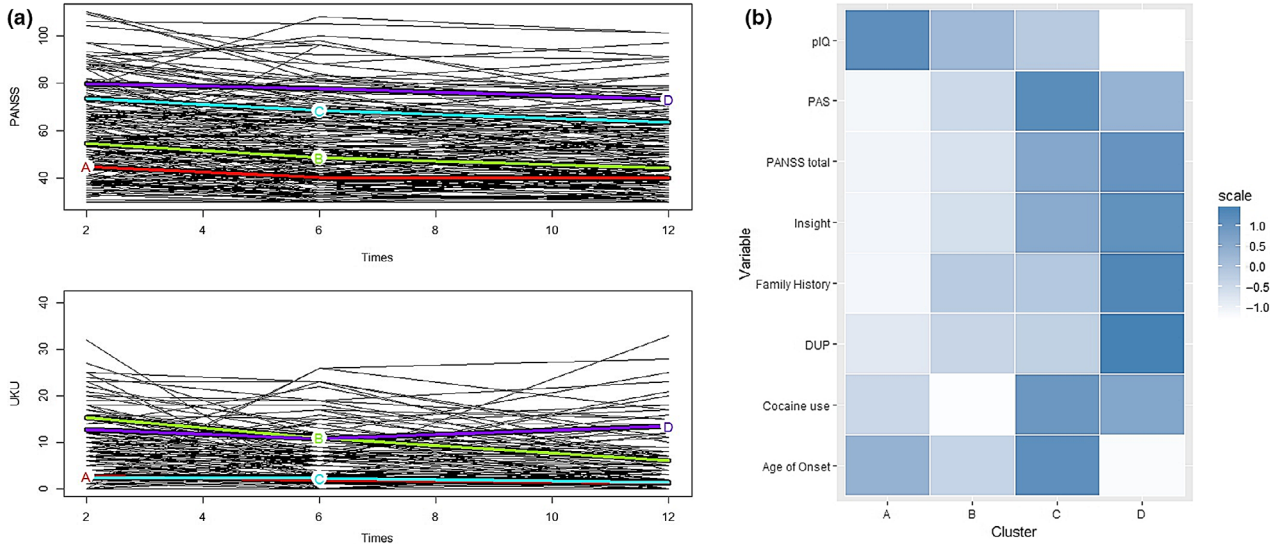 (a)
PANSS
100
80
60
40
A
B
C
D
2 4 6 8 10 12
Times
UKU
40
30
20
10
0
A
B
C
D
2 4 6 8 10 12
Times
(b)
Variable
pIQ
PAS
PANSS total
Insight
Family History
DUP
Cocaine use
Age of Onset
A B C D
Cluster
scale
1.0
0.5
0.0
−0.5
−1.0